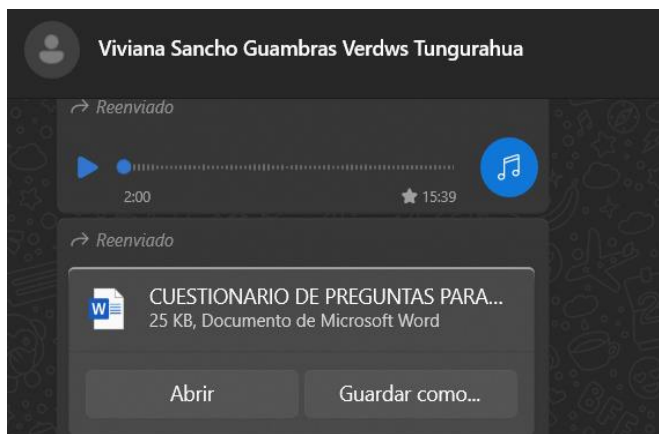 Viviana Sancho Guambras Verdws Tungurahua
Reenviado
2:00
15:39
Reenviado
CUESTIONARIO DE PREGUNTAS PARA...
25 KB, Documento de Microsoft Word
Abrir
Guardar como...